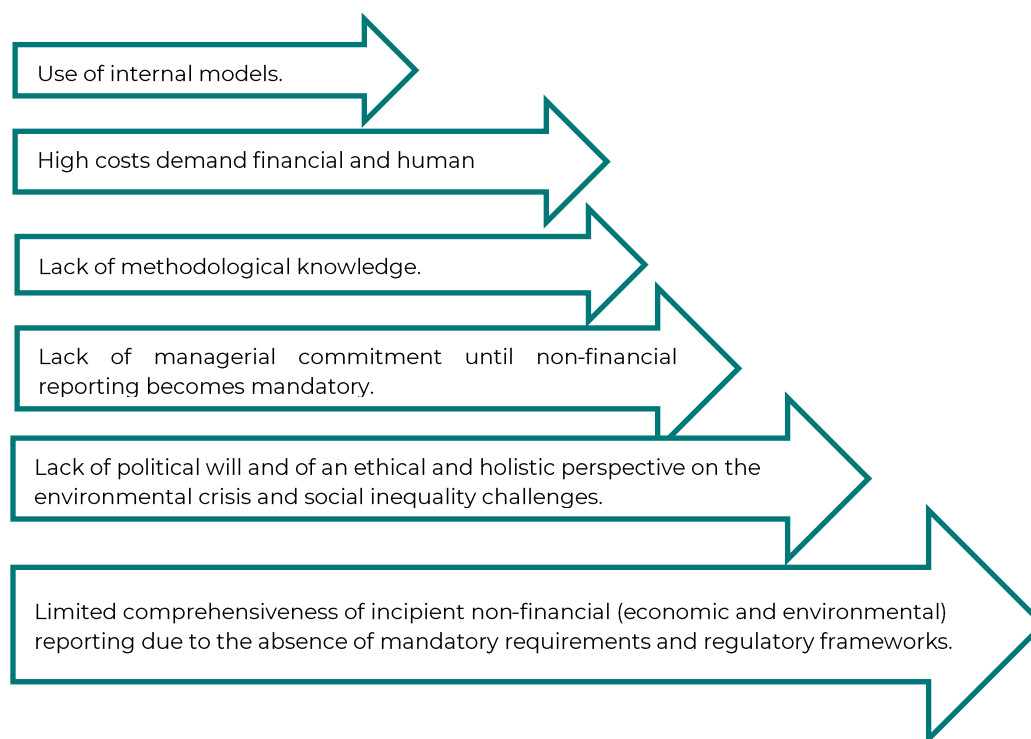 Use of internal models.
High costs demand financial and human
Lack of methodological knowledge.
Lack of managerial commitment until non-financial
reporting becomes mandatory.
Lack of political will and of an ethical and holistic perspective on the
environmental crisis and social inequality challenges.
Limited comprehensiveness of incipient non-financial (economic and environmental)
reporting due to the absence of mandatory requirements and regulatory frameworks.